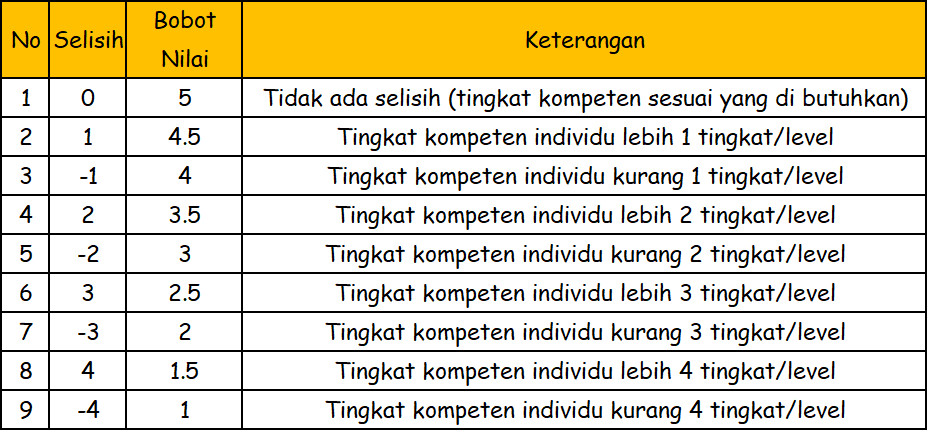 No Selisih Bobot Nilai Keterangan
1 0 5 Tidak ada selisih (tingkat kompeten sesuai yang di butuhkan)
2 1 4.5 Tingkat kompeten individu lebih 1 tingkat/level
3 -1 4 Tingkat kompeten individu kurang 1 tingkat/level
4 2 3.5 Tingkat kompeten individu lebih 2 tingkat/level
5 -2 3 Tingkat kompeten individu kurang 2 tingkat/level
6 3 2.5 Tingkat kompeten individu lebih 3 tingkat/level
7 -3 2 Tingkat kompeten individu kurang 3 tingkat/level
8 4 1.5 Tingkat kompeten individu lebih 4 tingkat/level
9 -4 1 Tingkat kompeten individu kurang 4 tingkat/level